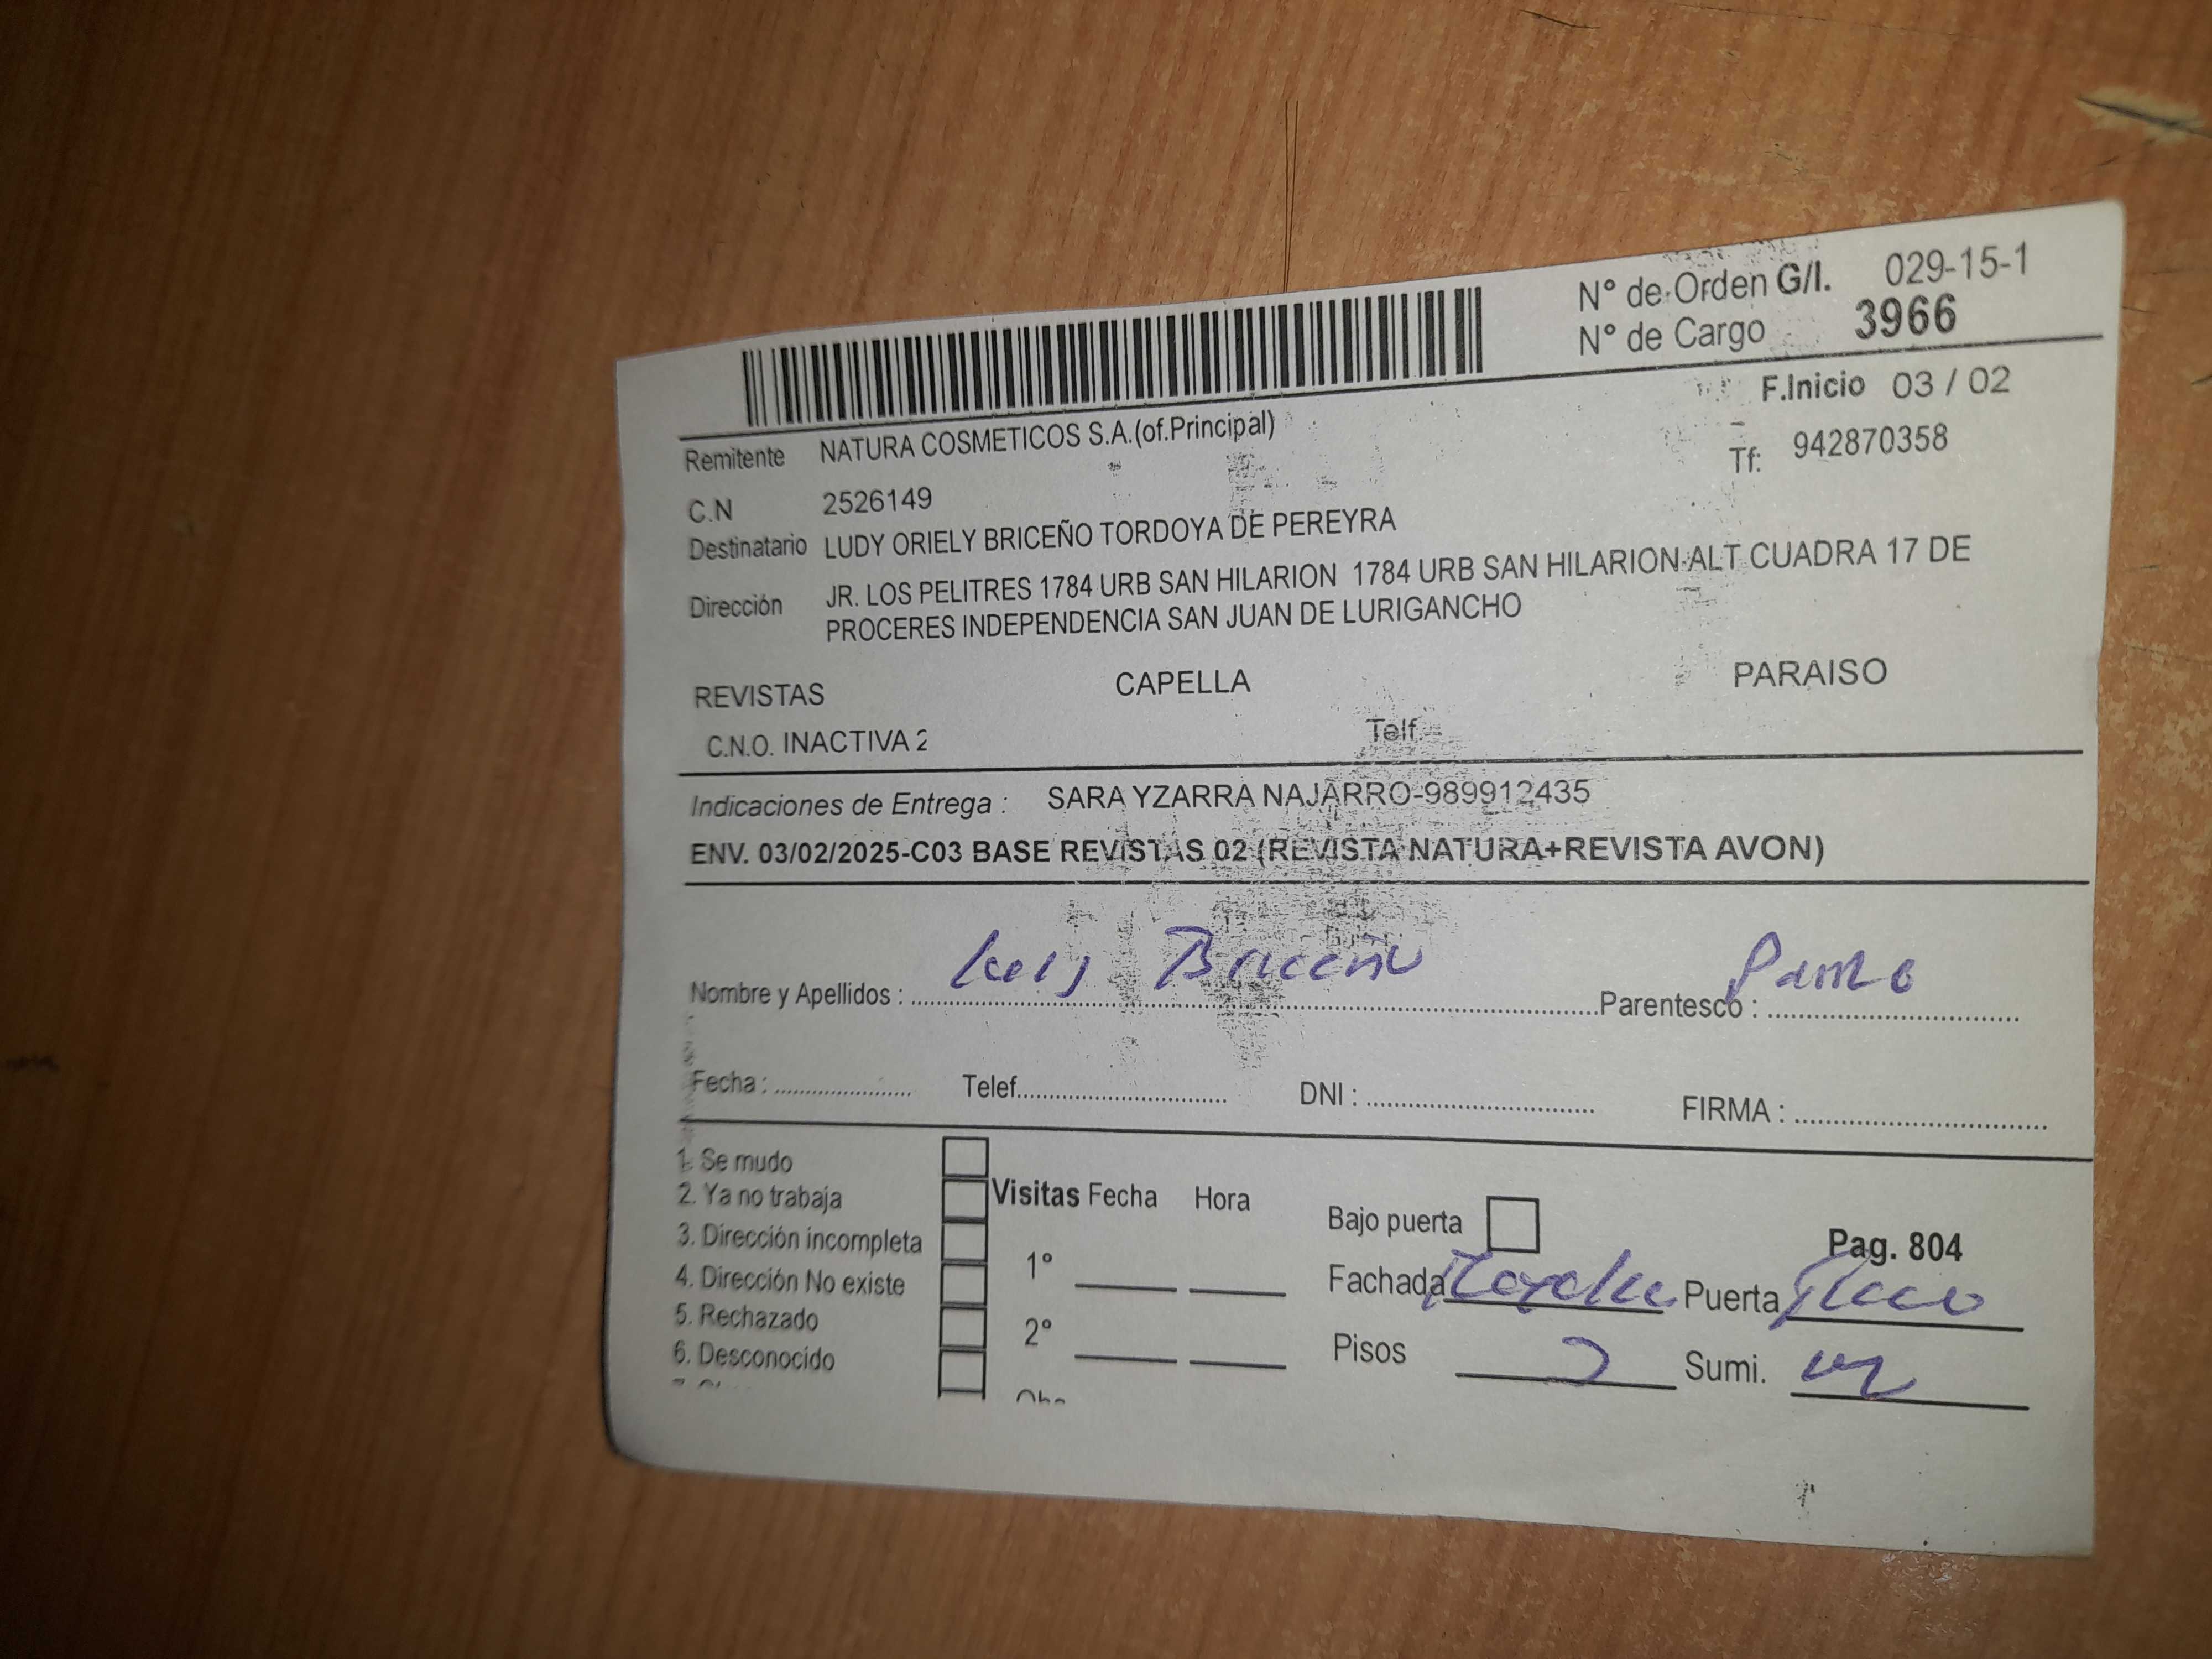 N° de Orden G/I. 029-15-1
N° de Cargo 3966
F.Inicio 03 / 02
Remitente NATURA COSMETICOS S.A.(of.Principal)
Tf: 942870358
C.N 2526149
Destinatario LUDY ORIELY BRICEÑO TORDOYA DE PEREYRA
Dirección JR. LOS PELITRES 1784 URB SAN HILARION 1784 URB SAN HILARION-ALT CUADRA 17 DE
PROCERES INDEPENDENCIA SAN JUAN DE LURIGANCHO
REVISTAS CAPELLA PARAISO
C.N.O. INACTIVA 2 Telf.
Indicaciones de Entrega : SARA YZARRA NAJARRO-989912435
ENV. 03/02/2025-C03 BASE REVISTAS 02 (REVISTA NATURA+REVISTA AVON)
Nombre y Apellidos : Briceño Parentesco :
Fecha : Telef. DNI : FIRMA :
1. Se mudo
2. Ya no trabaja
3. Dirección incompleta
4. Dirección No existe
5. Rechazado
6. Desconocido
Visitas Fecha Hora
1°
2°
Bajo puerta
Pag. 804
Fachada Puerta
Pisos 2 Sumi.